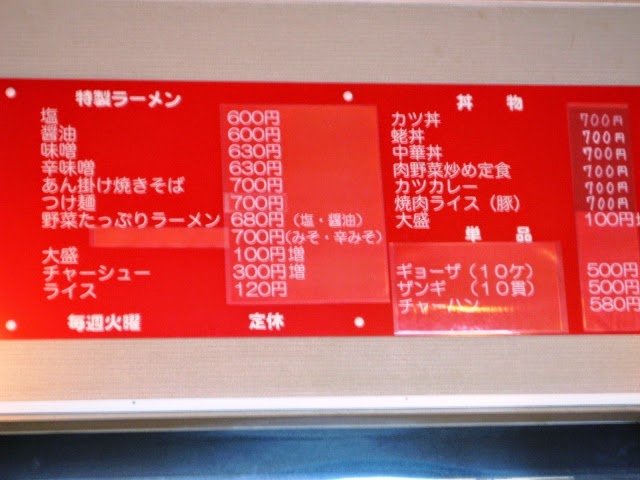 特製ラーメン
塩 600円
醤油 600円
味噌 630円
辛味噌 630円
あん掛け焼きそば 700円
つけ麺 700円
野菜たっぷりラーメン 680円（塩・醤油）
700円（みそ・辛みそ）
大盛 100円増
チャーシュー 300円増
ライス 120円
毎週火曜 定休
丼 物
カツ丼 700円
蛯丼 700円
中華丼 700円
肉野菜炒め定食 700円
カツカレー 700円
焼肉ライス（豚） 700円
大盛 100円
単 品
ギョーザ（１０ケ） 500円
ザンギ （１０貫） 500円
チャーハン 580円